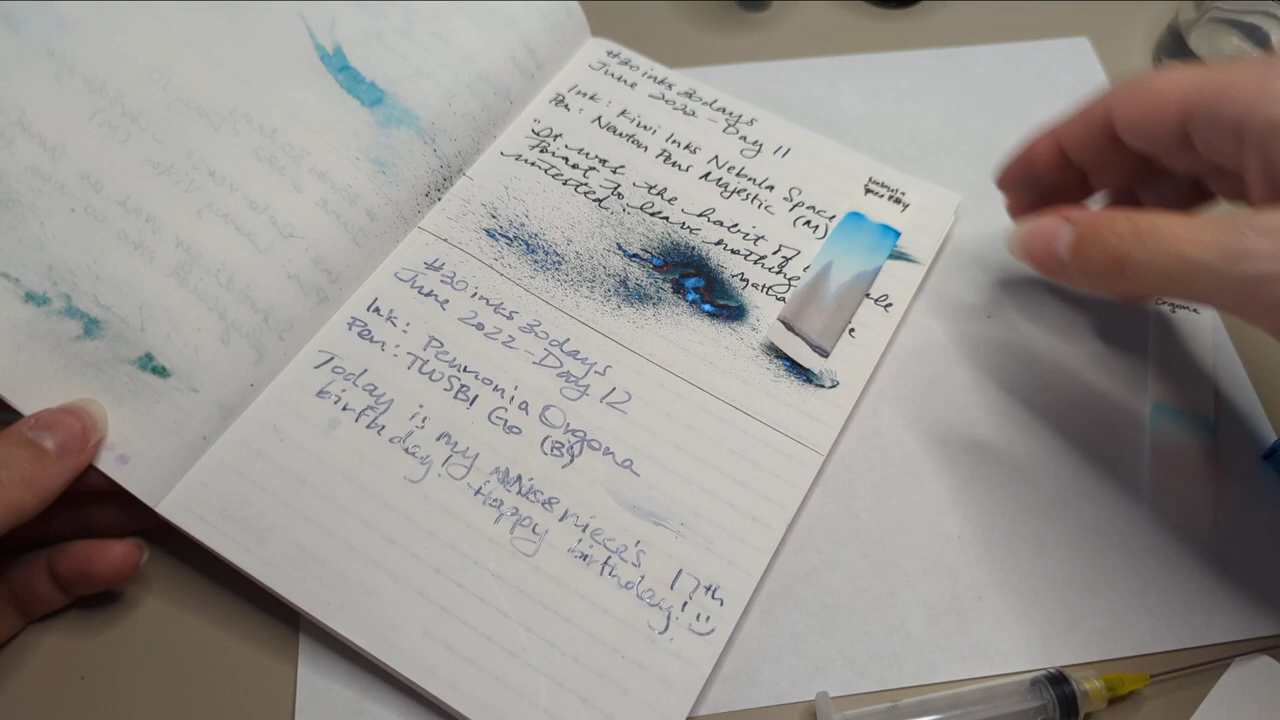 #30inks30days
June 2022 - Day 11
Ink: Kiwi Inks Nebula Space
Pen: Newton Pens Majestic (M)
"It was the habit of
Poirot to leave nothing
untested.
Nebula
#30inks30days
June 2022 - Day 12
Ink: Pennonia Orgona
Pen: TWSBI Go (B)
Today is my niece's 17th
birthday! Happy birthday! :)
Orgona